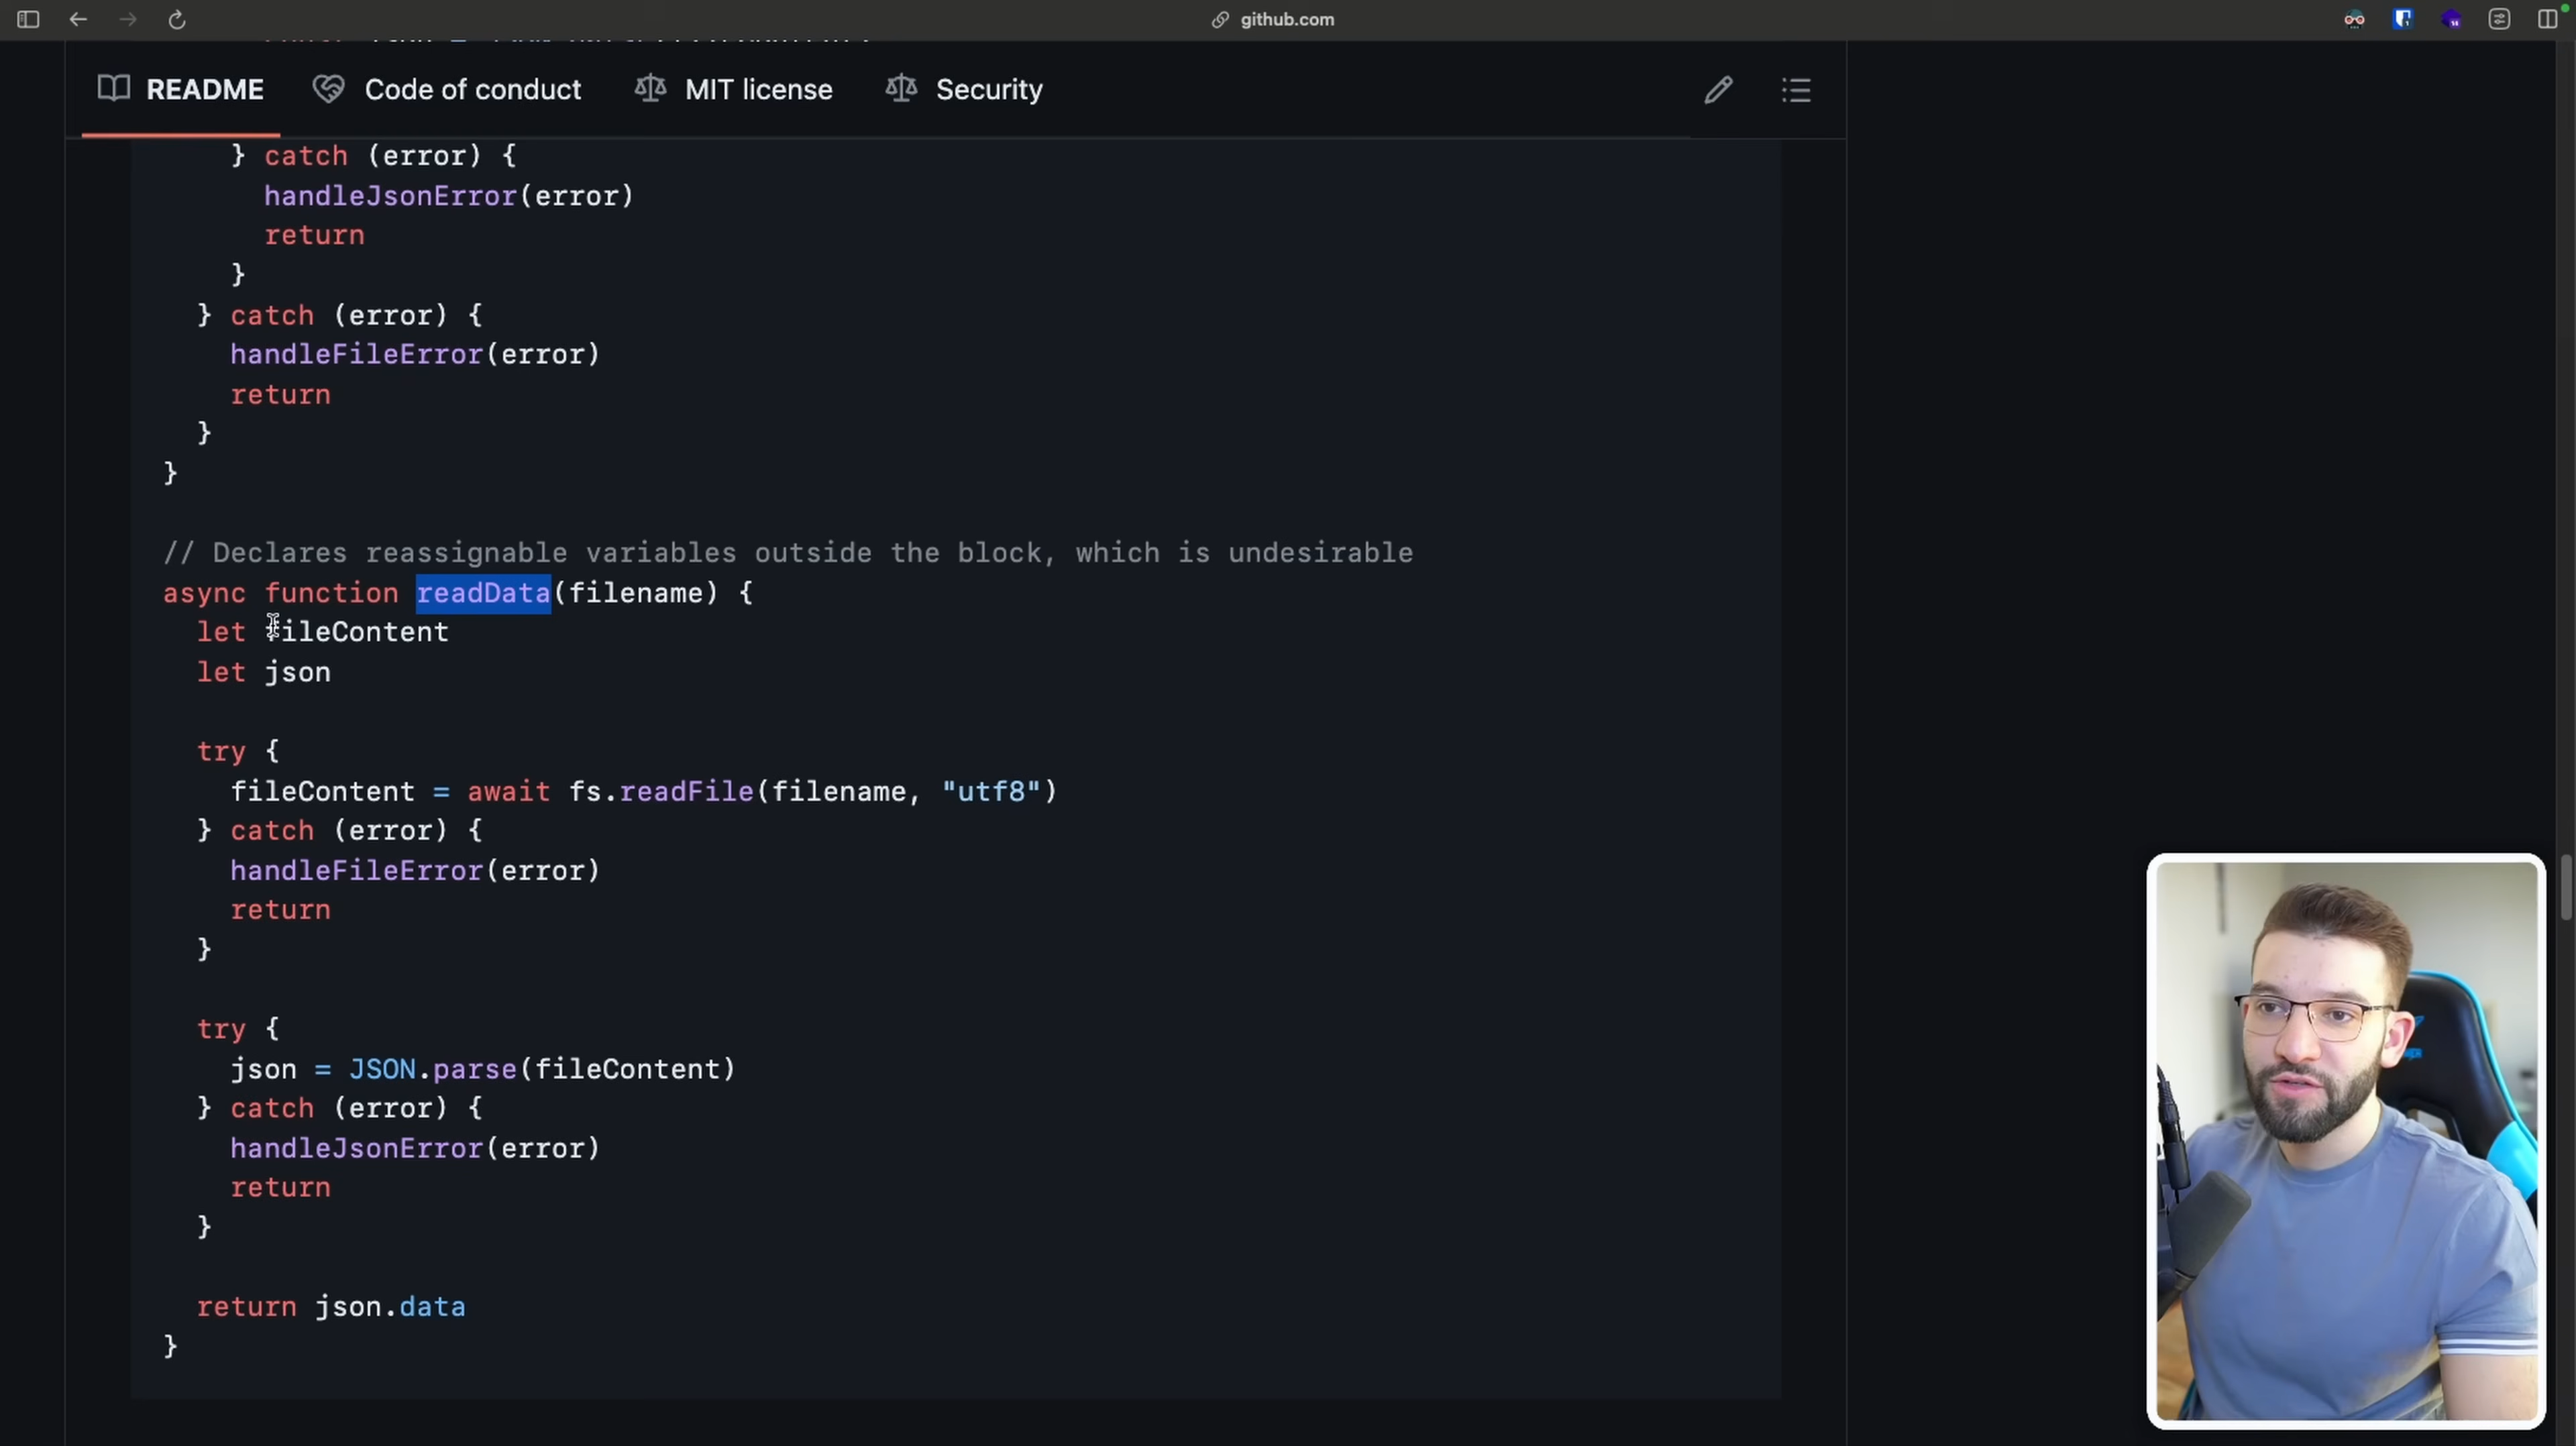 github.com
README Code of conduct MIT license Security
} catch (error) {
handleJsonError(error)
return
}
} catch (error) {
handleFileError(error)
return
}
}
// Declares reassignable variables outside the block, which is undesirable
async function readData(filename) {
let fileContent
let json
try {
fileContent = await fs.readFile(filename, "utf8")
} catch (error) {
handleFileError(error)
return
}
try {
json = JSON.parse(fileContent)
} catch (error) {
handleJsonError(error)
return
}
return json.data
}